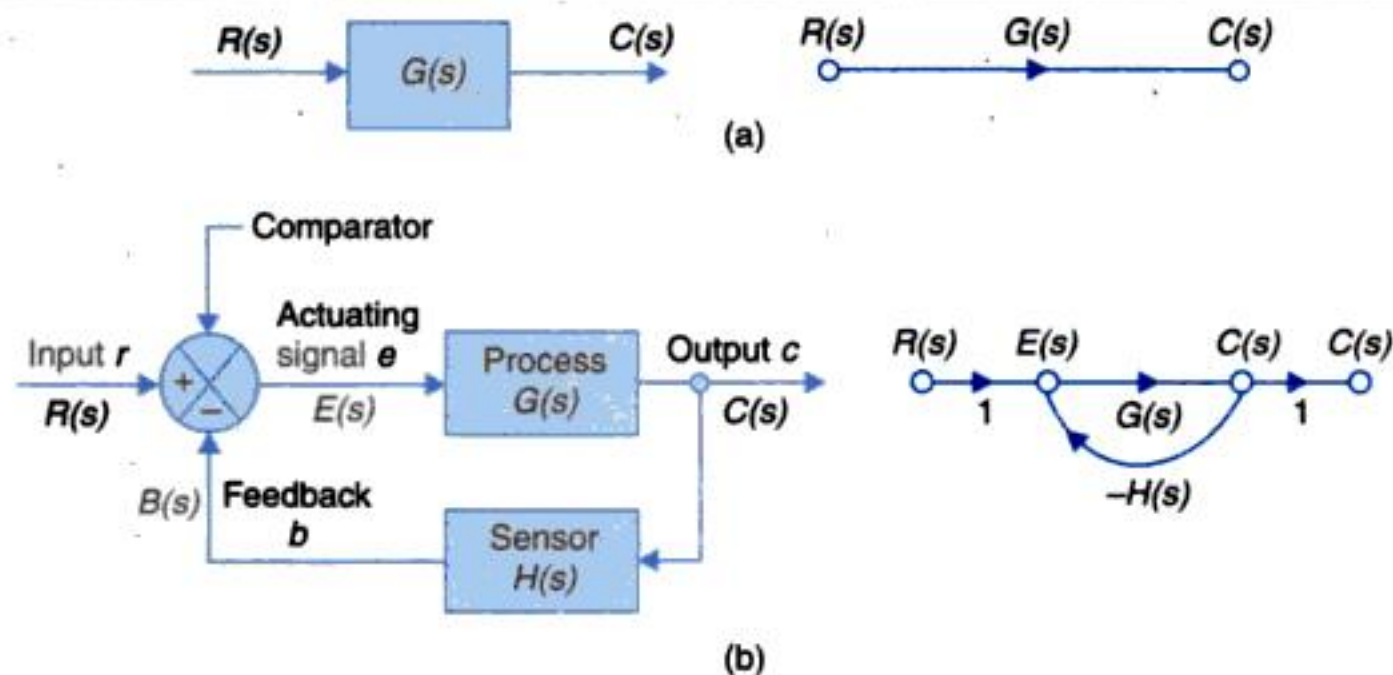 R(s)
G(s)
C(s)
R(s)
G(s)
C(s)
(a)
Comparator
Input r
R(s)
+
−
Actuating
signal e
E(s)
Process
G(s)
Output c
C(s)
B(s)
Feedback
b
Sensor
H(s)
R(s)
E(s)
C(s)
C(s)
1
G(s)
1
–H(s)
(b)